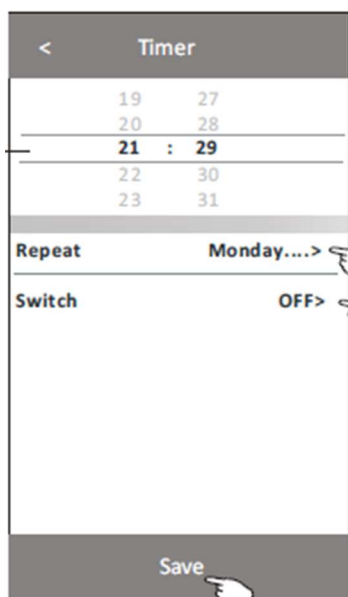 < Timer
19 27
20 28
21 : 29
22 30
23 31
Repeat Monday....>
Switch OFF>
Save